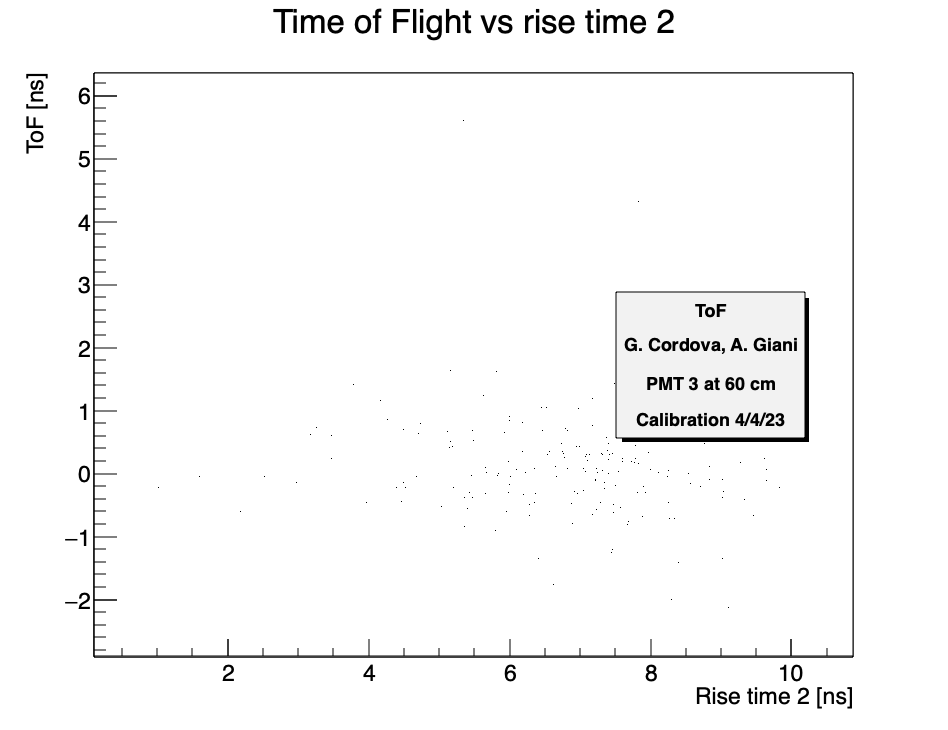 Time of Flight vs rise time 2
ToF [ns]
6
5
4
3
2
1
0
−1
−2
ToF
G. Cordova, A. Giani
PMT 3 at 60 cm
Calibration 4/4/23
2 4 6 8 10
Rise time 2 [ns]